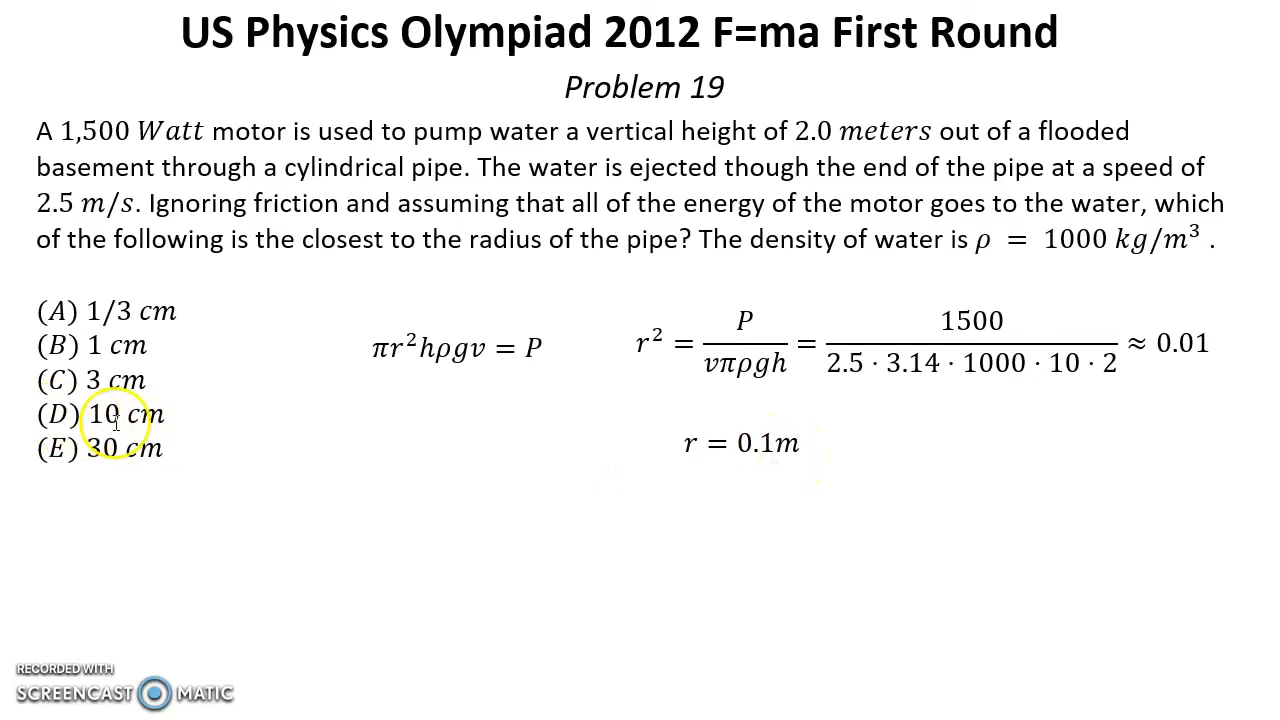 US Physics Olympiad 2012 F=ma First Round
Problem 19
A 1,500 Watt motor is used to pump water a vertical height of 2.0 meters out of a flooded
basement through a cylindrical pipe. The water is ejected though the end of the pipe at a speed of
2.5 m/s. Ignoring friction and assuming that all of the energy of the motor goes to the water, which
of the following is the closest to the radius of the pipe? The density of water is ρ = 1000 kg/m³ .
(A) 1/3 cm
(B) 1 cm
(C) 3 cm
(D) 10 cm
(E) 30 cm
πr²hρgv = P
r² = P / vπρgh = 1500 / 2.5 · 3.14 · 1000 · 10 · 2 ≈ 0.01
r = 0.1m
RECORDED WITH
SCREENCAST MATIC